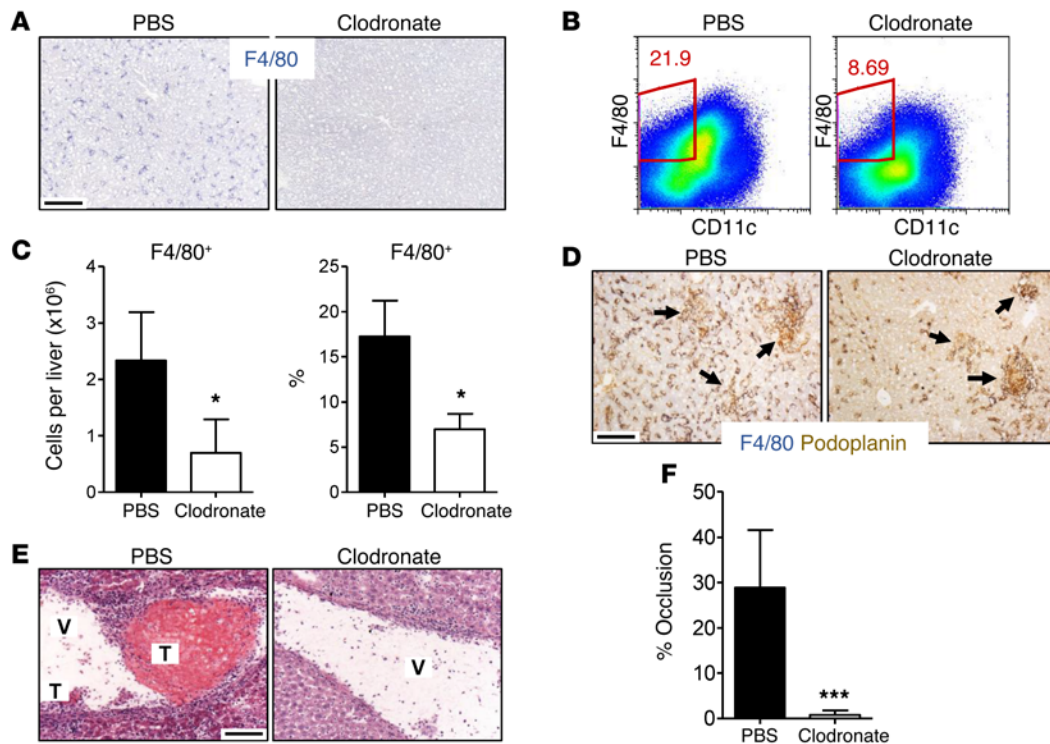 A
PBS
Clodronate
F4/80
B
PBS
Clodronate
21.9
8.69
F4/80
F4/80
CD11c
CD11c
C
F4/80⁺
F4/80⁺
Cells per liver (x10⁶)
4
3
2
1
0
*
PBS
Clodronate
%
25
20
15
10
5
0
*
PBS
Clodronate
D
PBS
Clodronate
F4/80 Podoplanin
E
PBS
Clodronate
V
T
T
V
F
% Occlusion
50
40
30
20
10
0
***
PBS
Clodronate